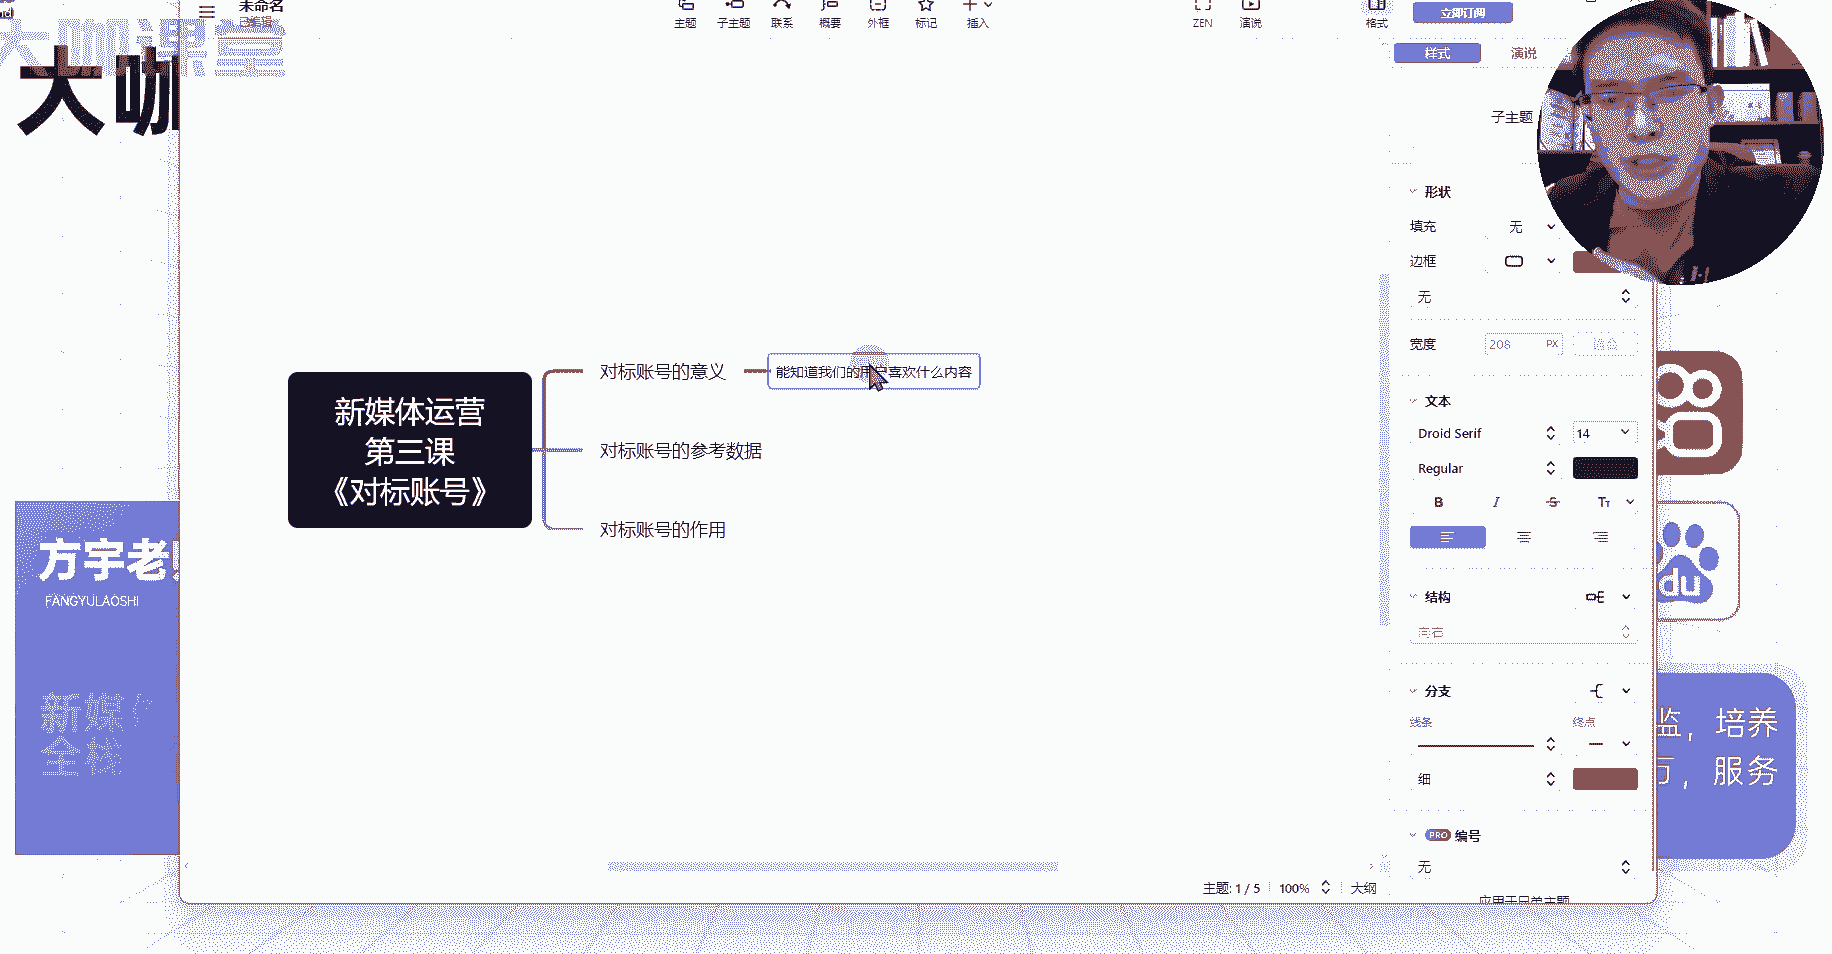 未命名
已编辑
主题
子主题
联系
概要
外框
标记
插入
ZEN
演说
格式
立即订阅
大咖课堂
大咖
样式
演说
子主题
形状
填充
无
边框
无
宽度
208
PX
文本
Droid Serif
14
Regular
B
I
S
TT
结构
向右
分支
线条
终点
细
PRO 编号
无
新媒体运营
第三课
《对标账号》
对标账号的意义
能知道我们的用户喜欢什么内容
对标账号的参考数据
对标账号的作用
方宇老
FANGYULAOSHI
新媒
全栈
du
监，培养
万，服务
主题: 1 / 5
100%
大纲
应用于兄弟主题